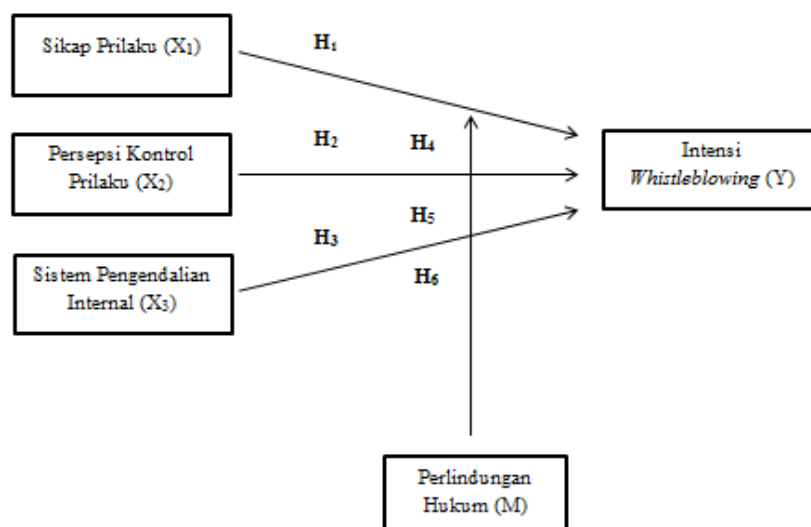 Sikap Prilaku (X₁)
H₁
Persepsi Kontrol
Prilaku (X₂)
H₂
H₄
Intensi
Whistleblowing (Y)
H₃
H₅
Sistem Pengendalian
Internal (X₃)
H₆
Perlindungan
Hukum (M)